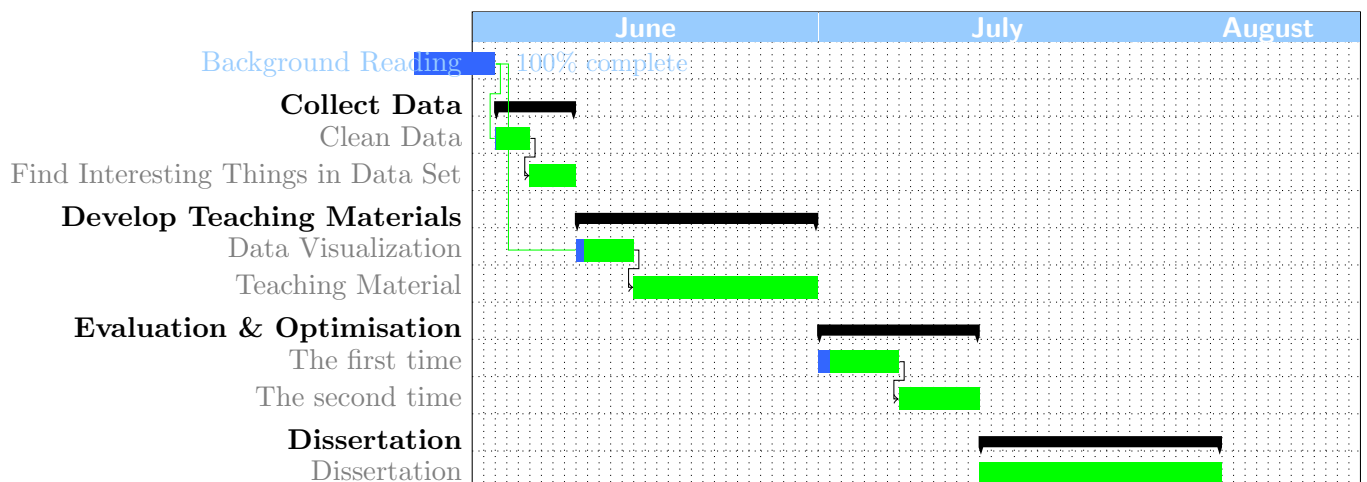 June July August
Background Reading 100% complete
Collect Data
Clean Data
Find Interesting Things in Data Set
Develop Teaching Materials
Data Visualization
Teaching Material
Evaluation & Optimisation
The first time
The second time
Dissertation
Dissertation